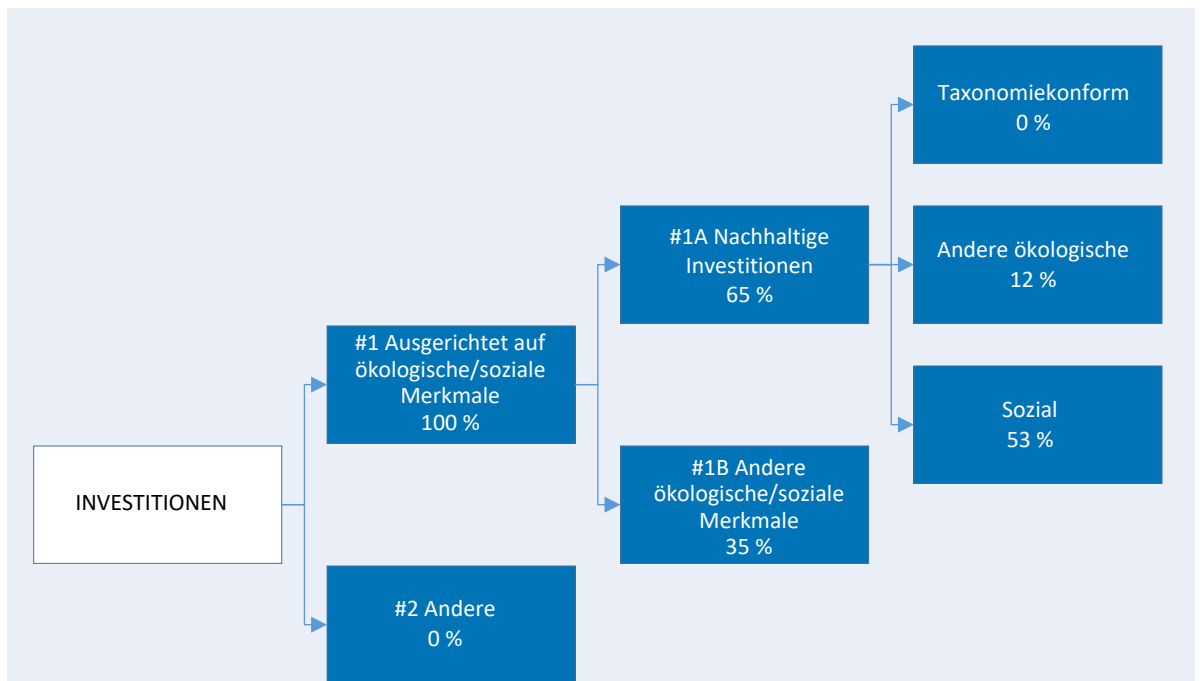 INVESTITIONEN
#1 Ausgerichtet auf
ökologische/soziale
Merkmale
100 %
#2 Andere
0 %
#1A Nachhaltige
Investitionen
65 %
#1B Andere
ökologische/soziale
Merkmale
35 %
Taxonomiekonform
0 %
Andere ökologische
12 %
Sozial
53 %